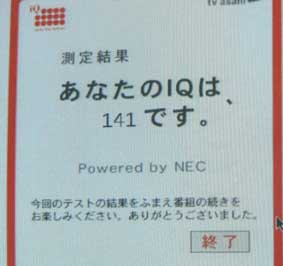 iQ
tv asahi
測定結果
あなたのIQは、
141です。
Powered by NEC
今回のテストの結果をふまえ番組の続きを
お楽しみください。ありがとうございました。
終了